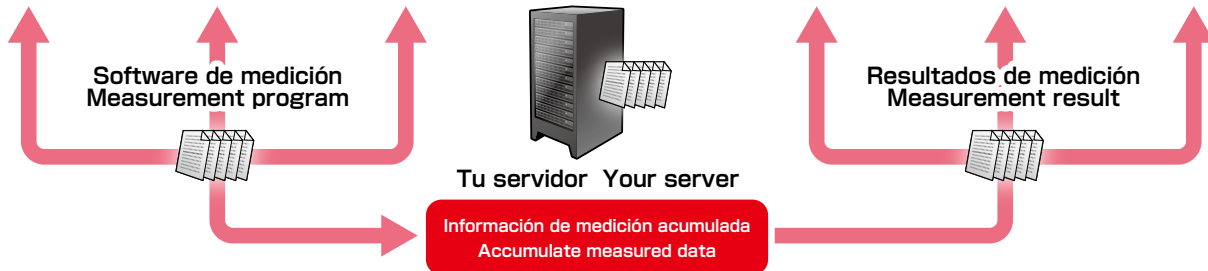 Software de medición
Measurement program
Resultados de medición
Measurement result
Tu servidor Your server
Información de medición acumulada
Accumulate measured data